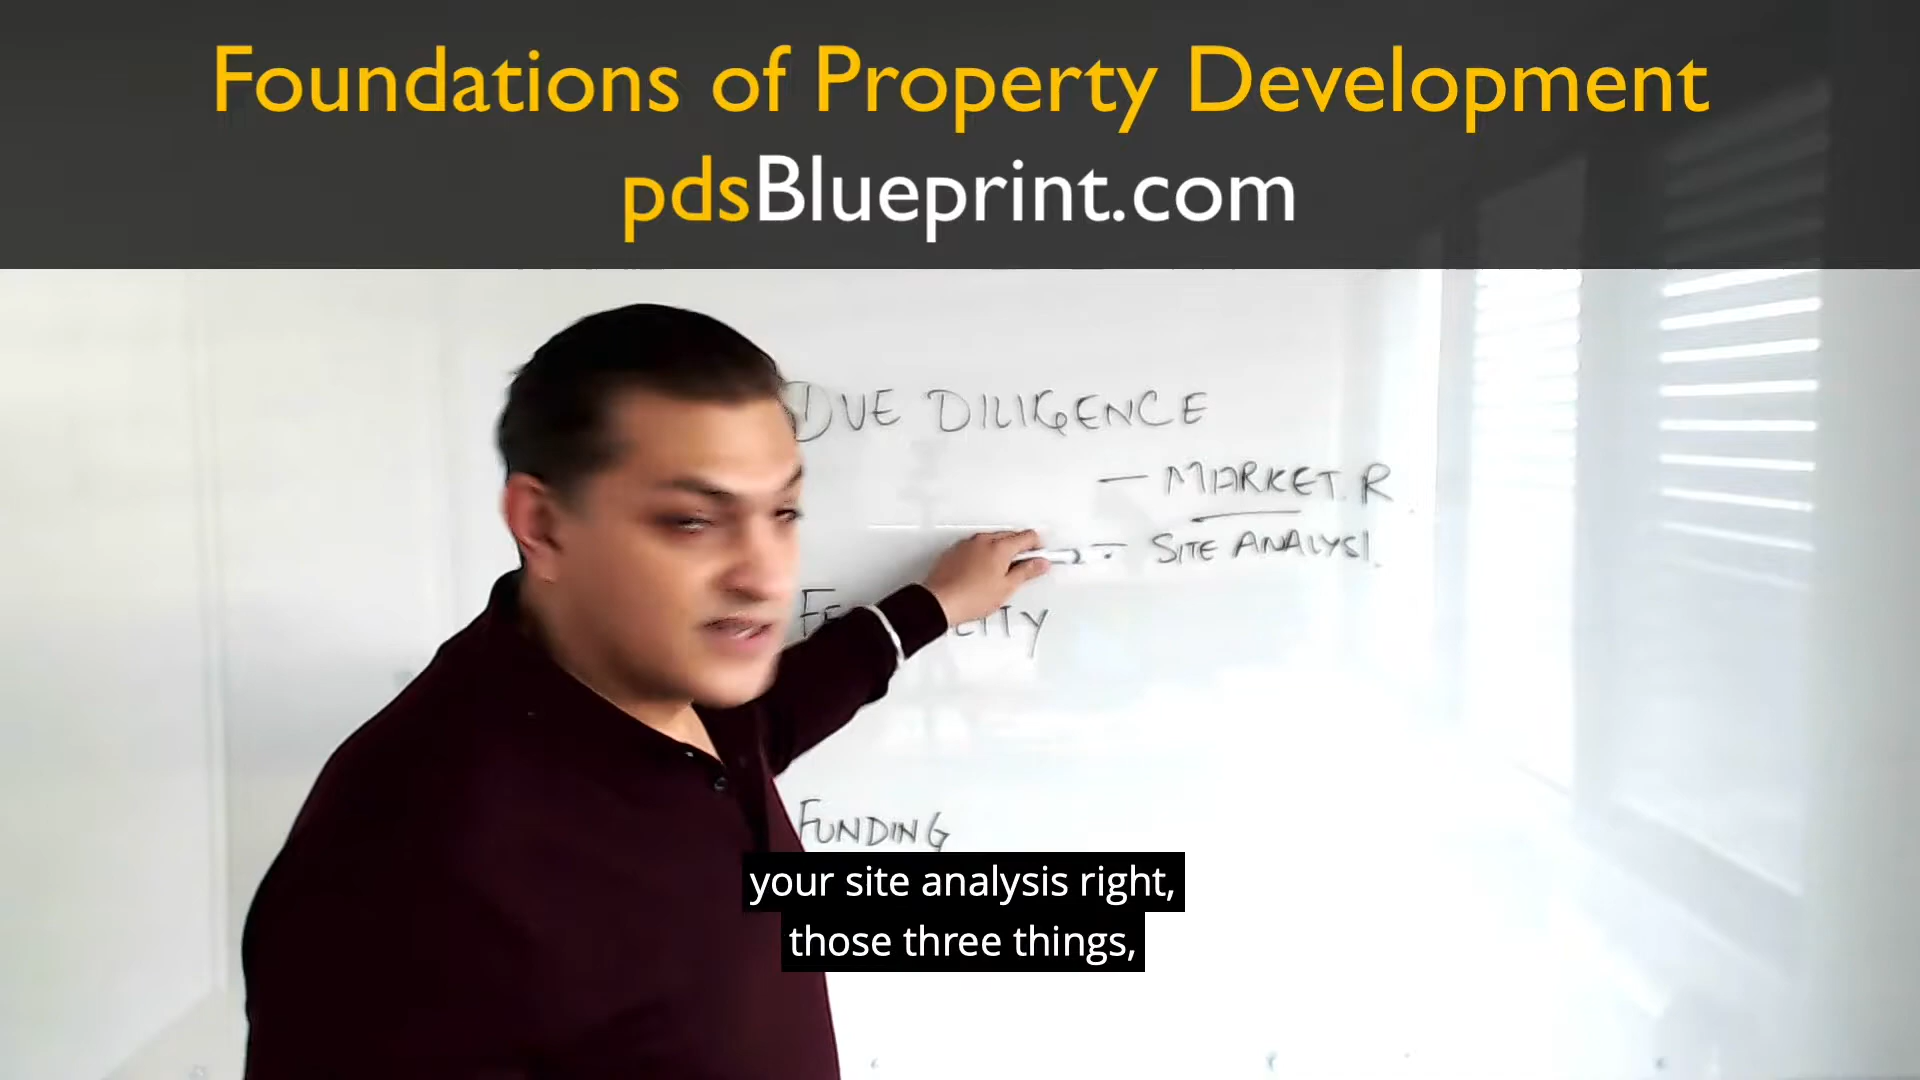 Foundations of Property Development
pdsBlueprint.com
DUE DILIGENCE
— MARKET. R
- SITE ANALYSI
FUNDING
your site analysis right,
those three things,